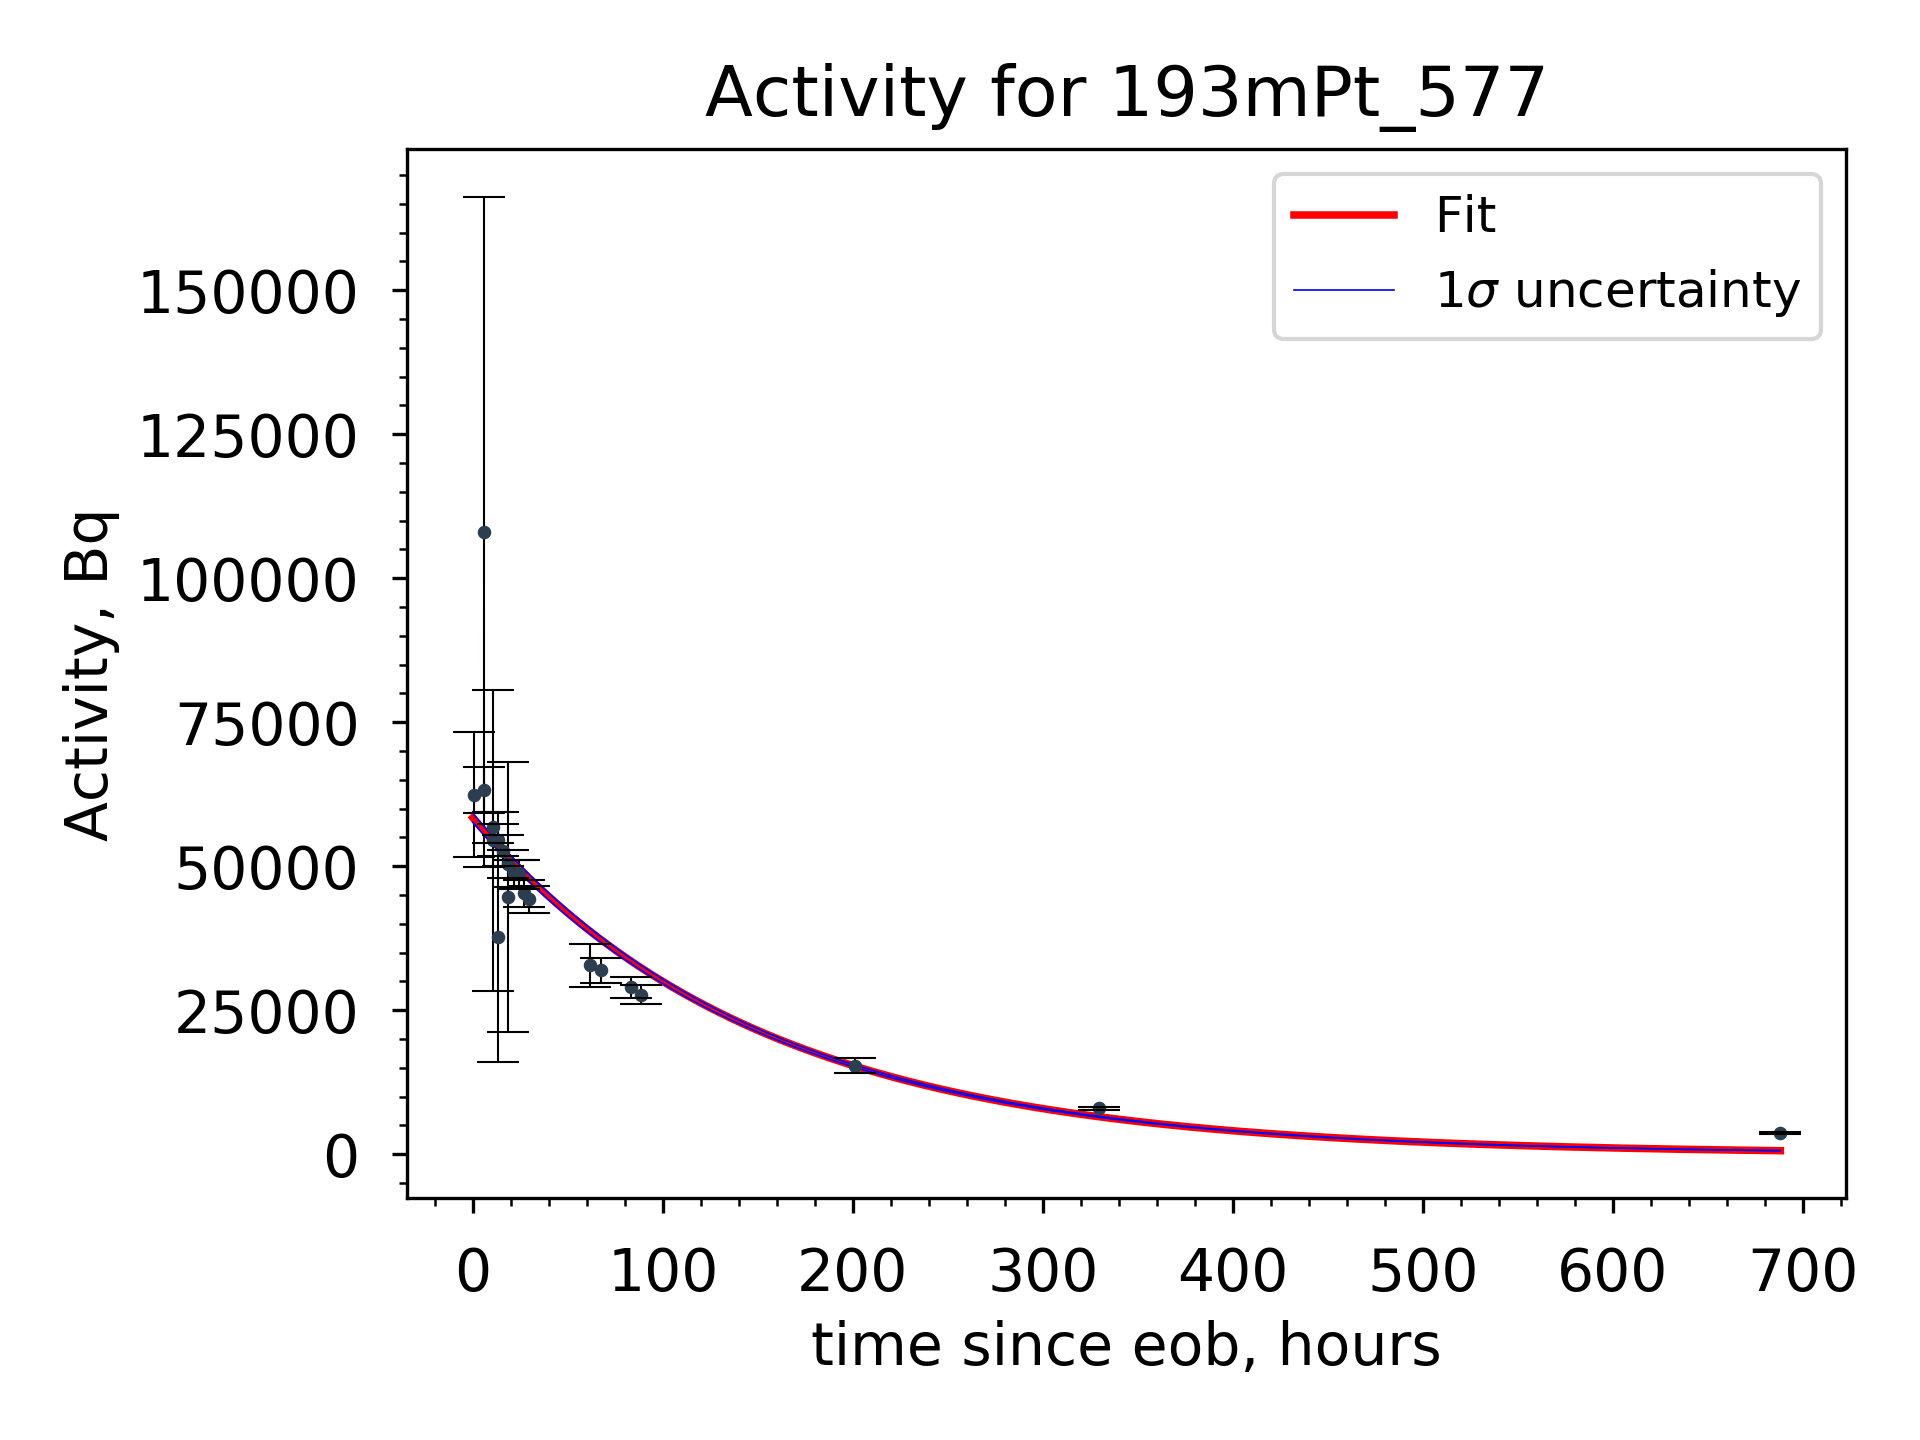 Activity for 193mPt_577
Fit
1σ uncertainty
Activity, Bq
150000
125000
100000
75000
50000
25000
0
0 100 200 300 400 500 600 700
time since eob, hours